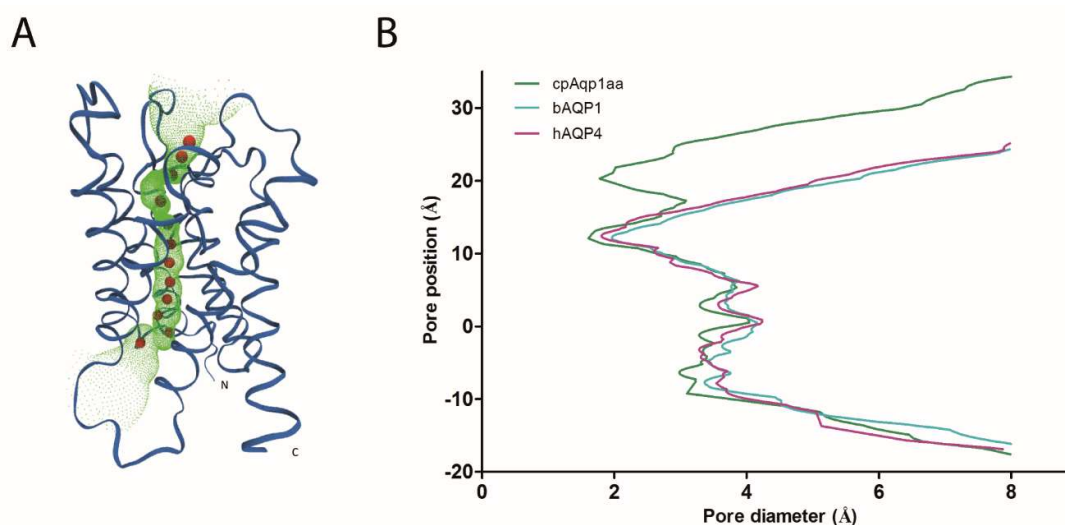 A
B
N
C
cpAqp1aa
bAQP1
hAQP4
Pore position (Å)
30
20
10
0
-10
-20
0 2 4 6 8
Pore diameter (Å)